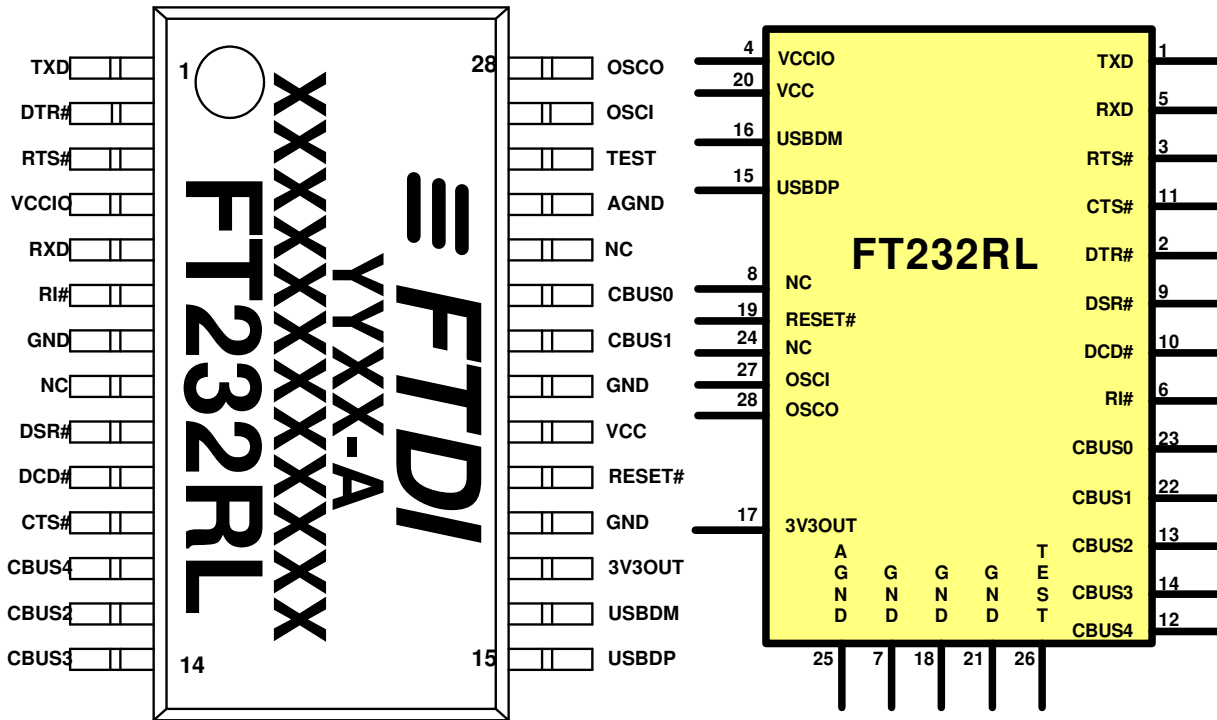 TXD
DTR#
RTS#
VCCIO
RXD
RI#
GND
NC
DSR#
DCD#
CTS#
CBUS4
CBUS2
CBUS3
1
14
28
15
FT232RL
XXXXXXXXXXXX
YYXX-A
FTDI
OSCO
OSCI
TEST
AGND
NC
CBUS0
CBUS1
GND
VCC
RESET#
GND
3V3OUT
USBDM
USBDP
4 VCCIO
20 VCC
16 USBDM
15 USBDP
8 NC
19 RESET#
24 NC
27 OSCI
28 OSCO
17 3V3OUT
FT232RL
TXD 1
RXD 5
RTS# 3
CTS# 11
DTR# 2
DSR# 9
DCD# 10
RI# 6
CBUS0 23
CBUS1 22
CBUS2 13
CBUS3 14
CBUS4 12
AGND 25
GND 7
GND 18
GND 21
TEST 26